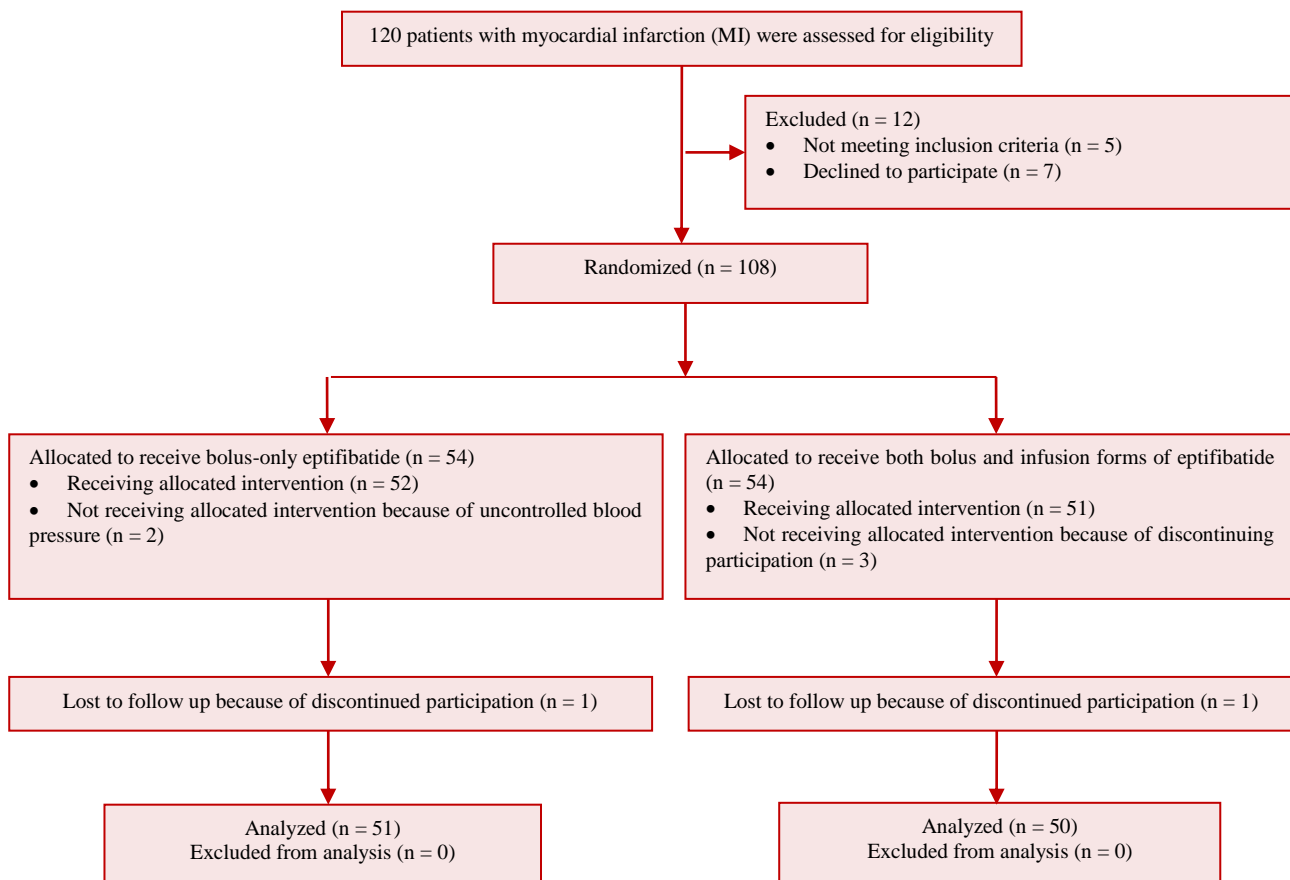 120 patients with myocardial infarction (MI) were assessed for eligibility
Excluded (n = 12)
• Not meeting inclusion criteria (n = 5)
• Declined to participate (n = 7)
Randomized (n = 108)
Allocated to receive bolus-only eptifibatide (n = 54)
• Receiving allocated intervention (n = 52)
• Not receiving allocated intervention because of uncontrolled blood
pressure (n = 2)
Allocated to receive both bolus and infusion forms of eptifibatide
(n = 54)
• Receiving allocated intervention (n = 51)
• Not receiving allocated intervention because of discontinuing
participation (n = 3)
Lost to follow up because of discontinued participation (n = 1)
Lost to follow up because of discontinued participation (n = 1)
Analyzed (n = 51)
Excluded from analysis (n = 0)
Analyzed (n = 50)
Excluded from analysis (n = 0)